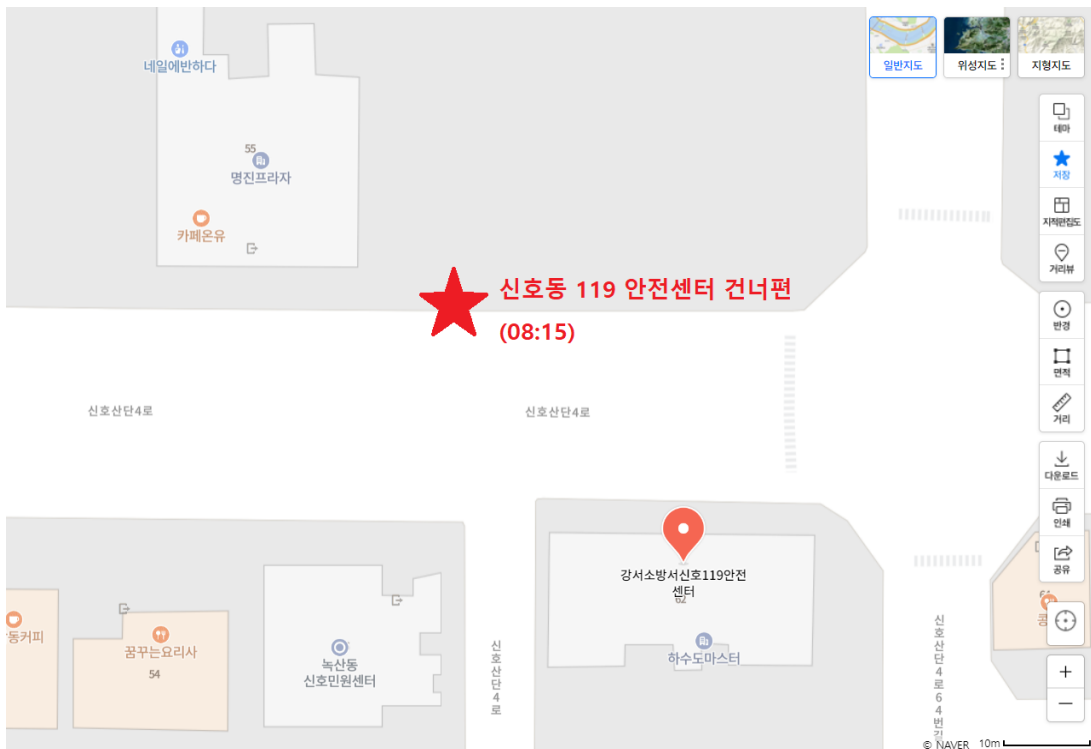 네일에반하다
55
명진프라자
카페온유
신호동 119 안전센터 건너편
(08:15)
신호산단4로
신호산단4로
일반지도
위성지도
지형지도
테마
저장
지적편집도
거리뷰
반경
면적
거리
다운로드
인쇄
공유
강서소방서신호119안전
센터
62
하수도마스터
동커피
꿈꾸는요리사
54
녹산동
신호민원센터
신호산단4로
신호산단4로64번길
콩
+
−
© NAVER
10m